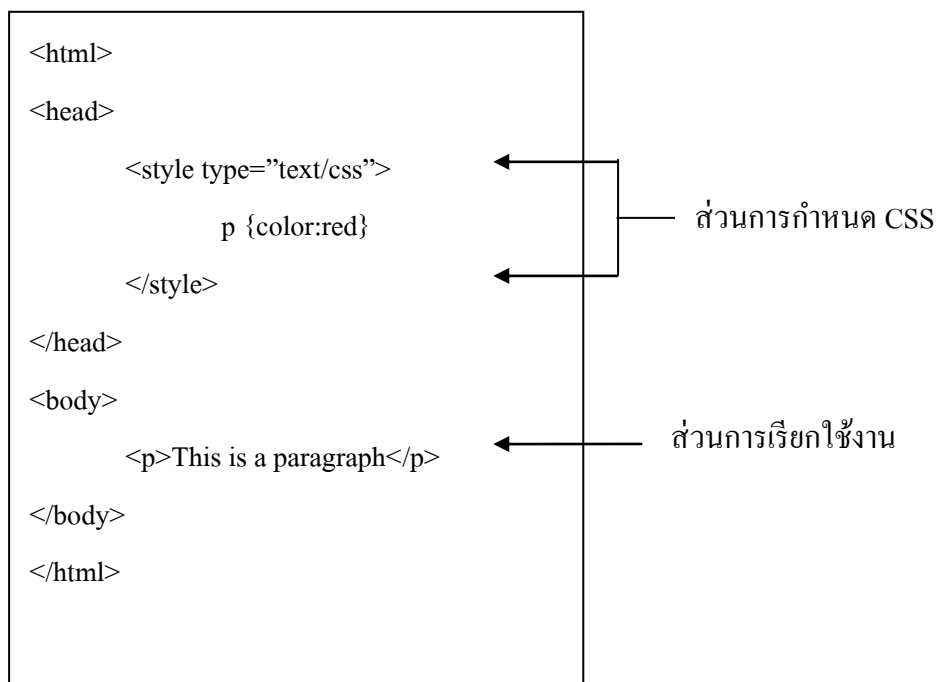 <html>
<head>
<style type=”text/css”>
p {color:red}
</style>
</head>
<body>
<p>This is a paragraph</p>
</body>
</html>
ส่วนการกำหนด CSS
ส่วนการเรียกใช้งาน